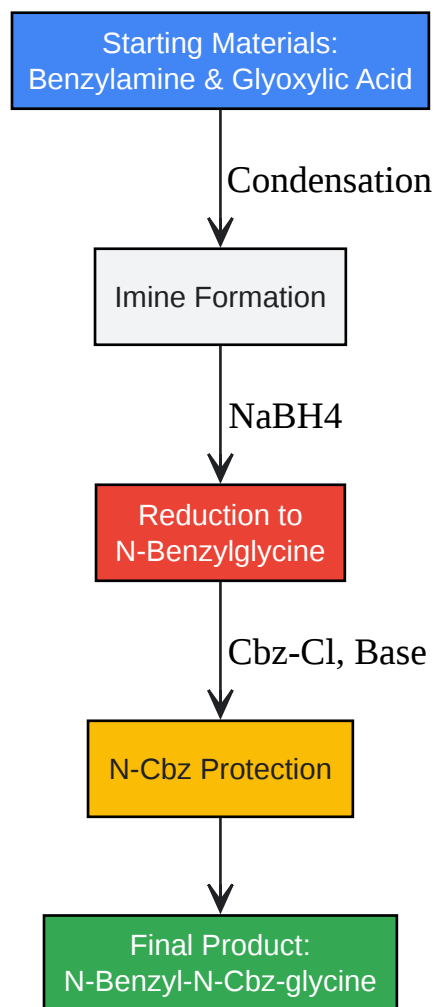 Starting Materials:
Benzylamine & Glyoxylic Acid
Condensation
Imine Formation
NaBH4
Reduction to
N-Benzylglycine
Cbz-Cl, Base
N-Cbz Protection
Final Product:
N-Benzyl-N-Cbz-glycine